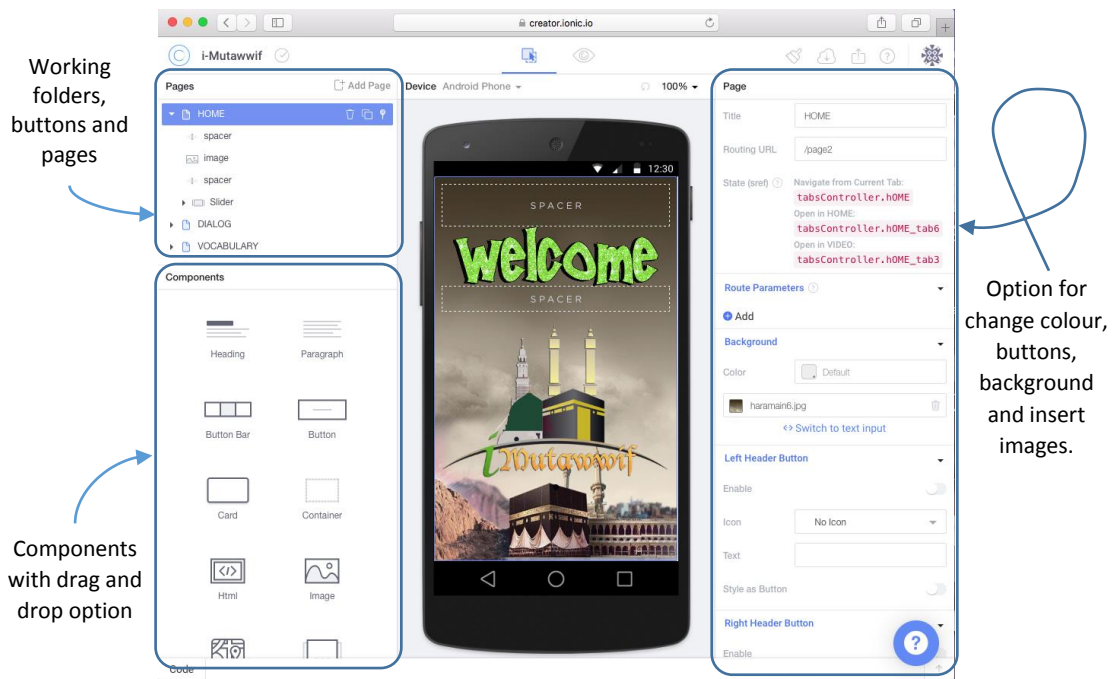 creator.ionic.io
i-Mutawwif
Working
folders,
buttons and
pages
Pages
Add Page
HOME
spacer
image
spacer
Slider
DIALOG
VOCABULARY
Components
Heading
Paragraph
Button Bar
Button
Card
Container
Html
Image
Code
Components
with drag and
drop option
Device Android Phone
100%
12:30
SPACER
welcome
SPACER
iMutawwif
Page
Title
HOME
Routing URL
/page2
State (sref)
Navigate from Current Tab:
tabsController.hOME
Open in HOME:
tabsController.hOME_tab6
Open in VIDEO:
tabsController.hOME_tab3
Route Parameters
Add
Background
Color
Default
haramain6.jpg
<> Switch to text input
Left Header Button
Enable
Icon
No Icon
Text
Style as Button
Right Header Button
Enable
Option for
change colour,
buttons,
background
and insert
images.